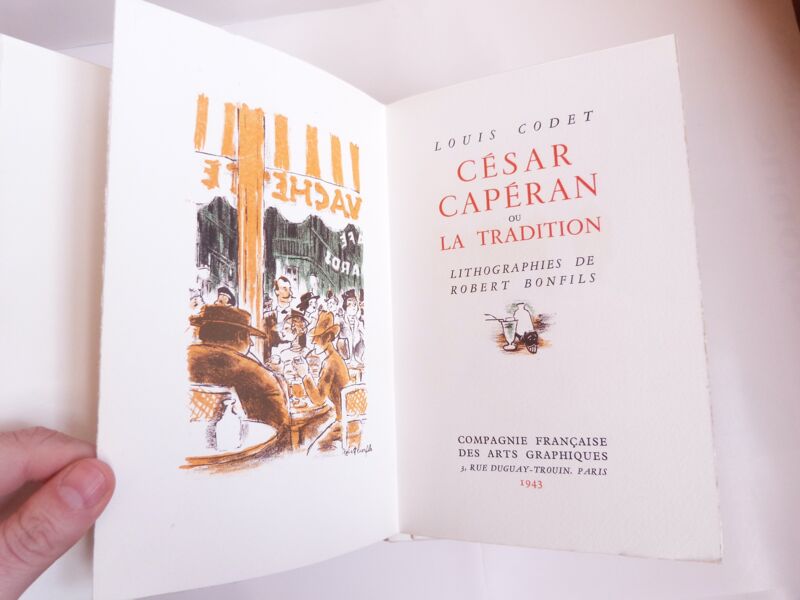 VACHETTE
LOUIS CODET
CÉSAR
CAPÉRAN
OU
LA TRADITION
LITHOGRAPHIES DE
ROBERT BONFILS
COMPAGNIE FRANÇAISE
DES ARTS GRAPHIQUES
3, RUE DUGUAY-TROUIN. PARIS
1943